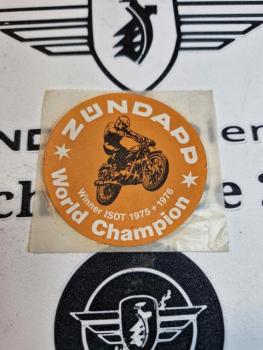 ZÜNDAPP
Winner ISDT 1975 + 1976
World Champion